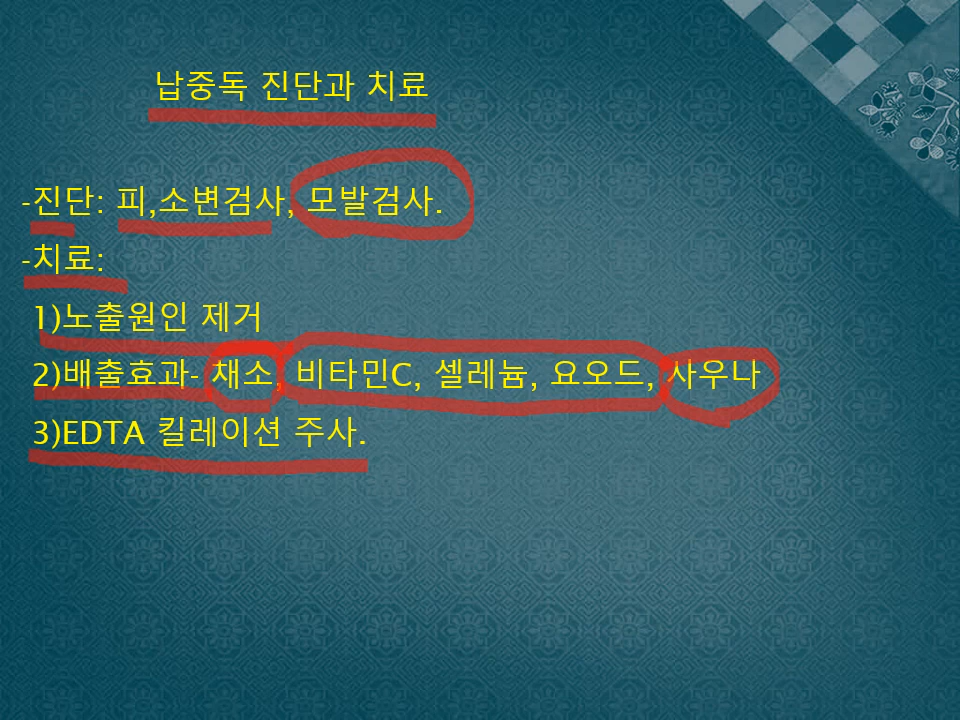 납중독 진단과 치료
-진단: 피,소변검사, 모발검사.
-치료:
1)노출원인 제거
2)배출효과- 채소, 비타민C, 셀레늄, 요오드, 사우나
3)EDTA 킬레이션 주사.